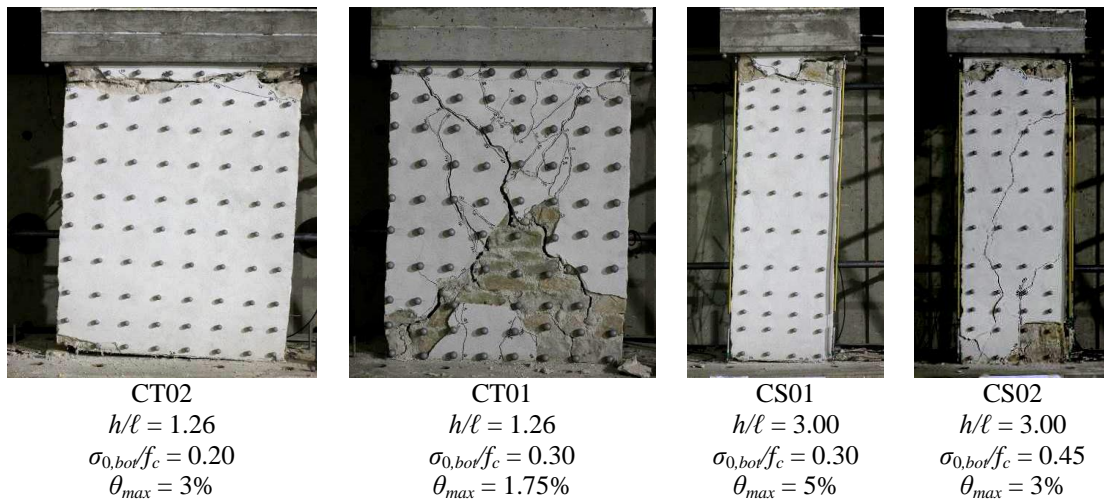 CT02
h/ℓ = 1.26
σ0,bot/fc = 0.20
θmax = 3%
CT01
h/ℓ = 1.26
σ0,bot/fc = 0.30
θmax = 1.75%
CS01
h/ℓ = 3.00
σ0,bot/fc = 0.30
θmax = 5%
CS02
h/ℓ = 3.00
σ0,bot/fc = 0.45
θmax = 3%